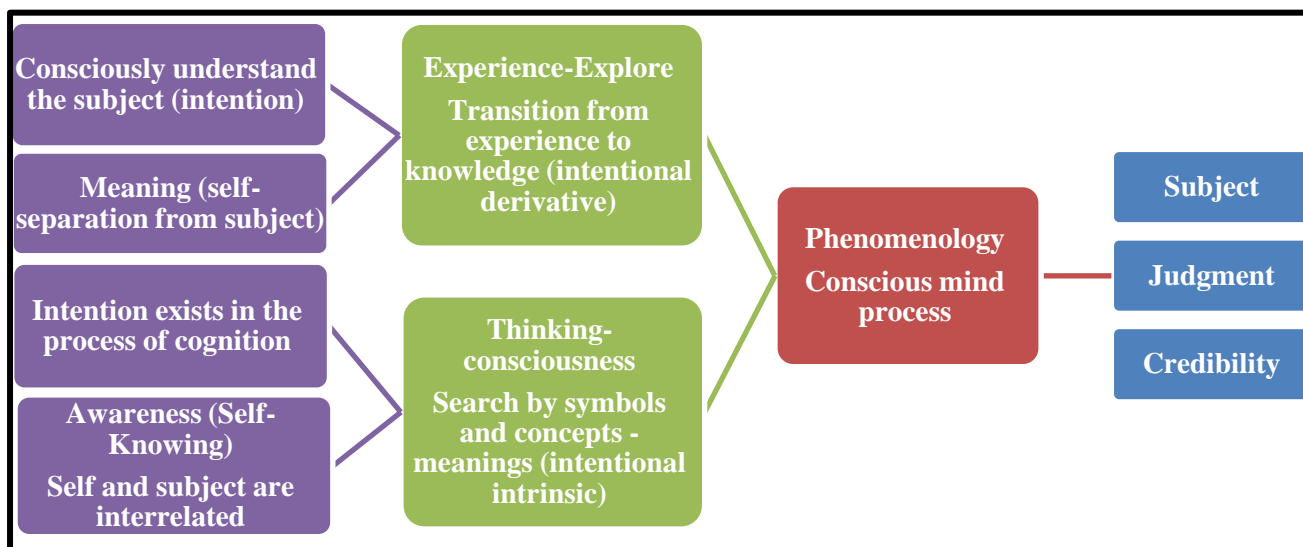 Consciously understand
the subject (intention)
Meaning (self-
separation from subject)
Intention exists in the
process of cognition
Awareness (Self-
Knowing)
Self and subject are
interrelated
Experience-Explore
Transition from
experience to
knowledge (intentional
derivative)
Thinking-
consciousness
Search by symbols
and concepts -
meanings (intentional
intrinsic)
Phenomenology
Conscious mind
process
Subject
Judgment
Credibility